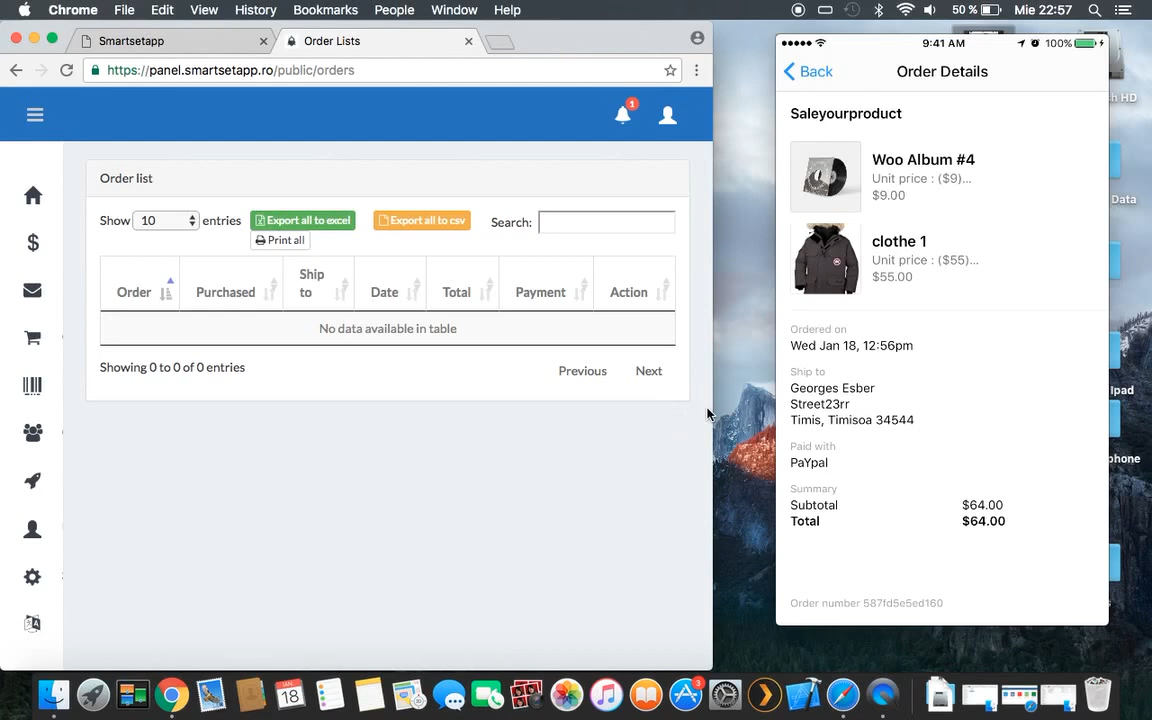 Chrome File Edit View History Bookmarks People Window Help
50 % Mie 22:57
Smartsetapp
Order Lists
https://panel.smartsetapp.ro/public/orders
1
Order list
Show 10 entries
Export all to excel
Export all to csv
Print all
Search:
Order Purchased Ship to Date Total Payment Action
No data available in table
Showing 0 to 0 of 0 entries
Previous Next
9:41 AM 100%
Back Order Details
Saleyourproduct
Woo Album #4
Unit price : ($9)...
$9.00
clothe 1
Unit price : ($55)...
$55.00
Ordered on
Wed Jan 18, 12:56pm
Ship to
Georges Esber
Street23rr
Timis, Timisoa 34544
Paid with
PaYpal
Summary
Subtotal $64.00
Total $64.00
Order number 587fd5e5ed160
HD
Data
Ipad
phone
18
3